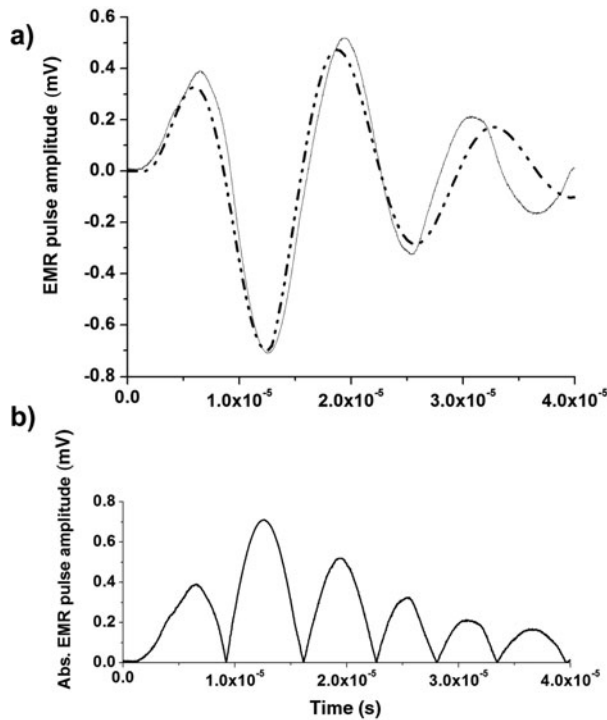 a)
EMR pulse amplitude (mV)
0.6
0.4
0.2
0.0
-0.2
-0.4
-0.6
-0.8
0.0 1.0x10⁻⁵ 2.0x10⁻⁵ 3.0x10⁻⁵ 4.0x10⁻⁵
b)
Abs. EMR pulse amplitude (mV)
0.8
0.6
0.4
0.2
0.0
0.0 1.0x10⁻⁵ 2.0x10⁻⁵ 3.0x10⁻⁵ 4.0x10⁻⁵
Time (s)